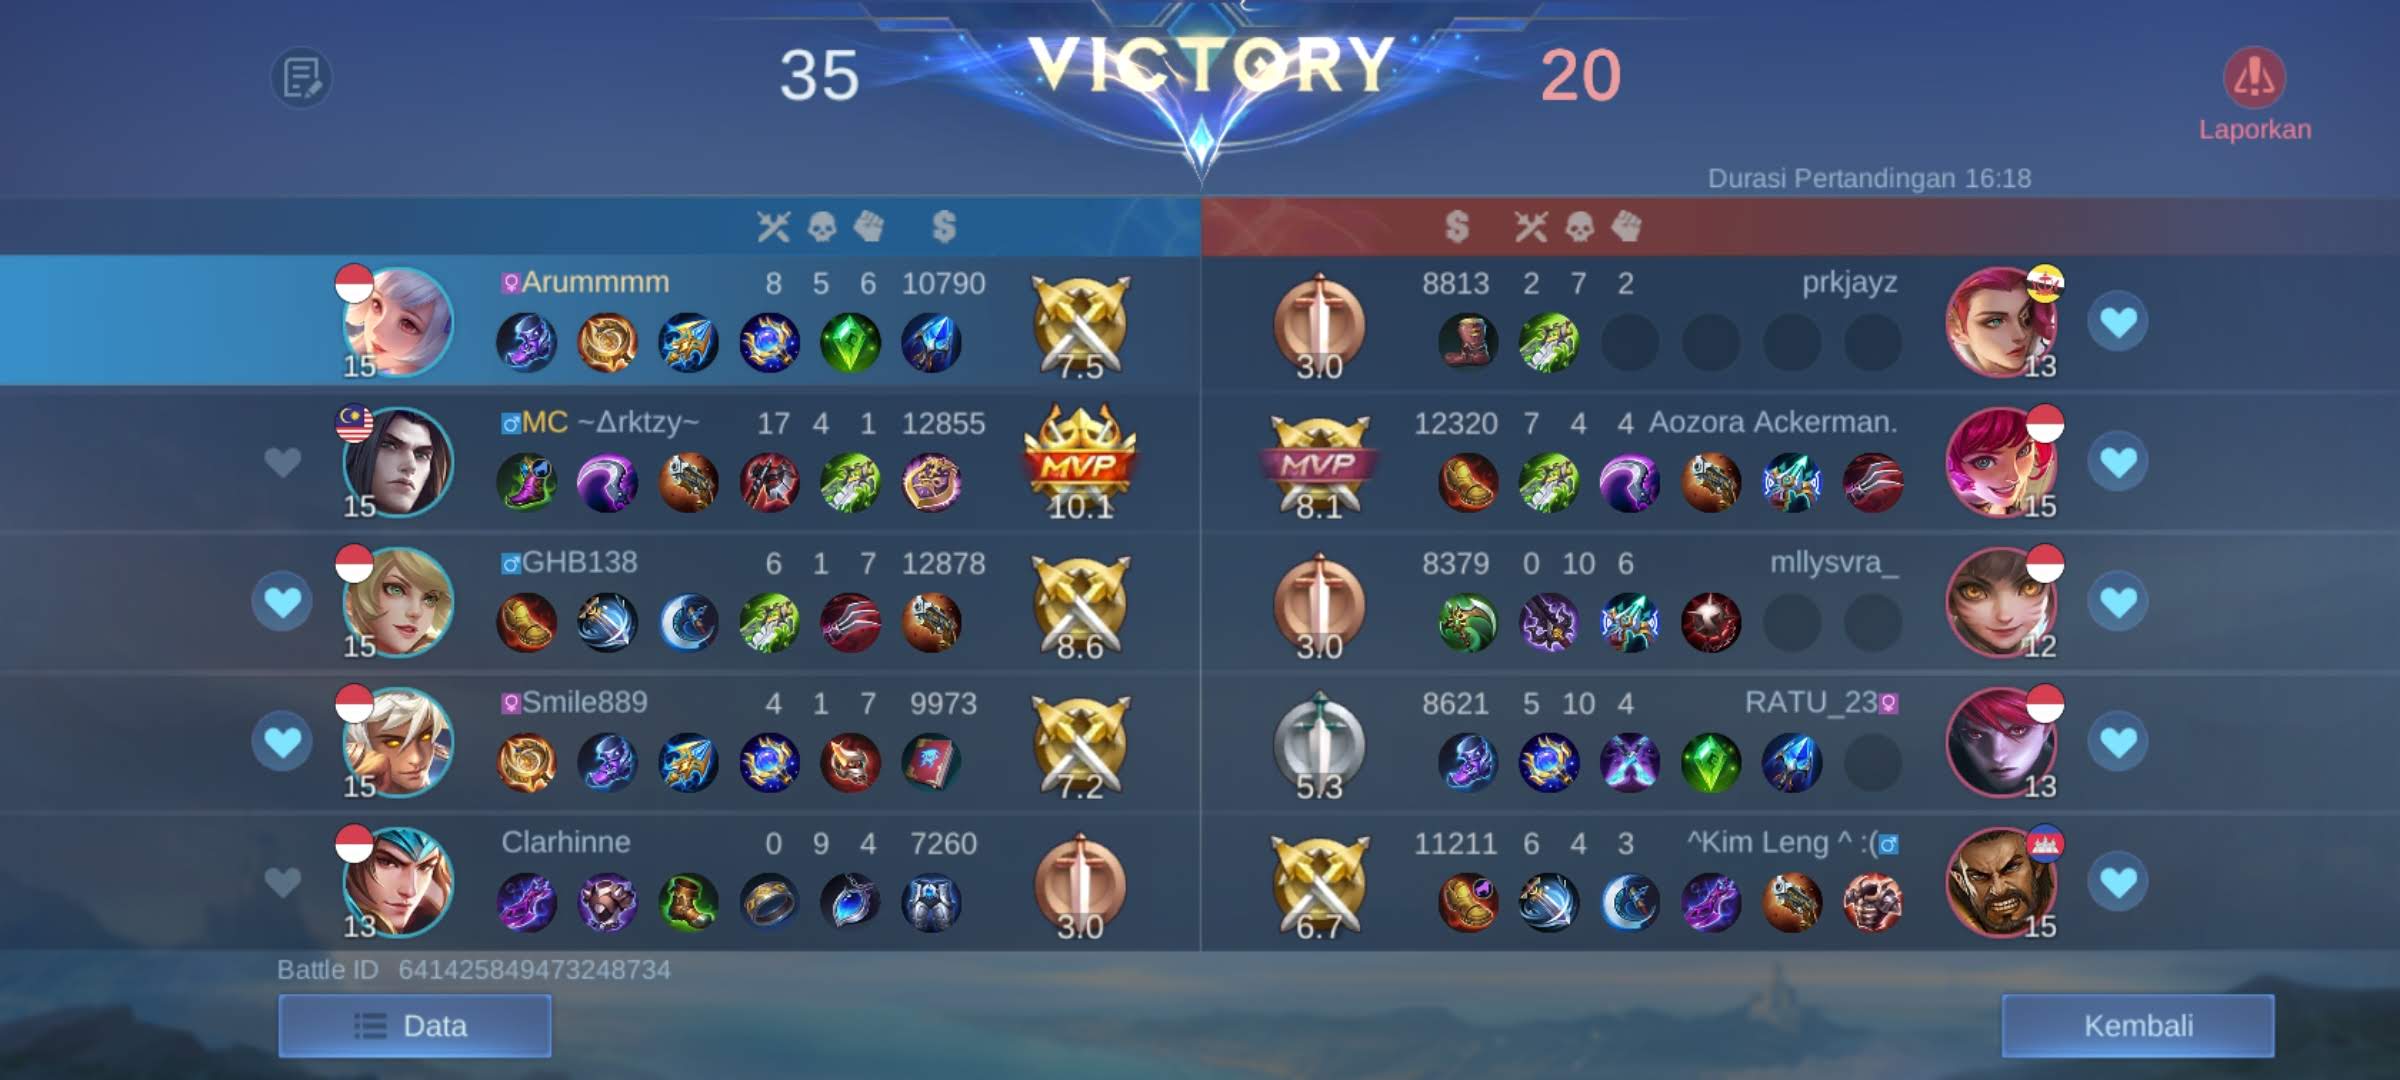 35 VICTORY 20
Laporkan
Durasi Pertandingan 16:18
Arummmm 8 5 6 10790
15 7.5
8813 2 7 2 prkjayz
3.0 13
MC ~Δrktzy~ 17 4 1 12855
15 MVP 10.1
12320 7 4 4 Aozora Ackerman.
MVP 8.1 15
GHB138 6 1 7 12878
15 8.6
8379 0 10 6 mllysvra_
3.0 12
Smile889 4 1 7 9973
15 7.2
8621 5 10 4 RATU_23
5.3 13
Clarhinne 0 9 4 7260
13 3.0
11211 6 4 3 ^Kim Leng ^ :(
6.7 15
Battle ID 641425849473248734
Data
Kembali